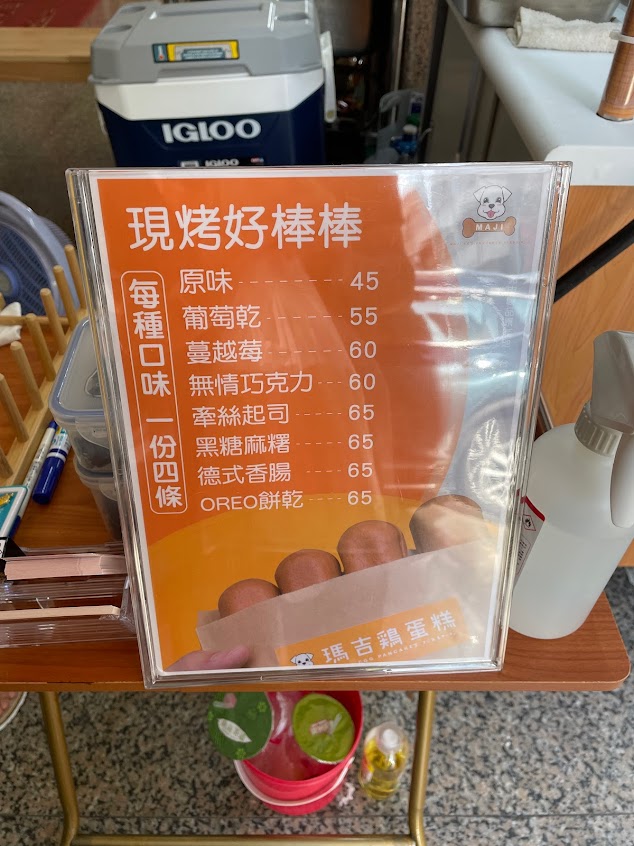 IGLOO
IGLOO
現烤好棒棒
MAJI
每種口味 一份四條
原味 --------- 45
葡萄乾 ------- 55
蔓越莓 ------- 60
無情巧克力 ---- 60
牽絲起司 ----- 65
黑糖麻糬 ----- 65
德式香腸 ---- 65
OREO餅乾 ---- 65
瑪吉鷄蛋糕